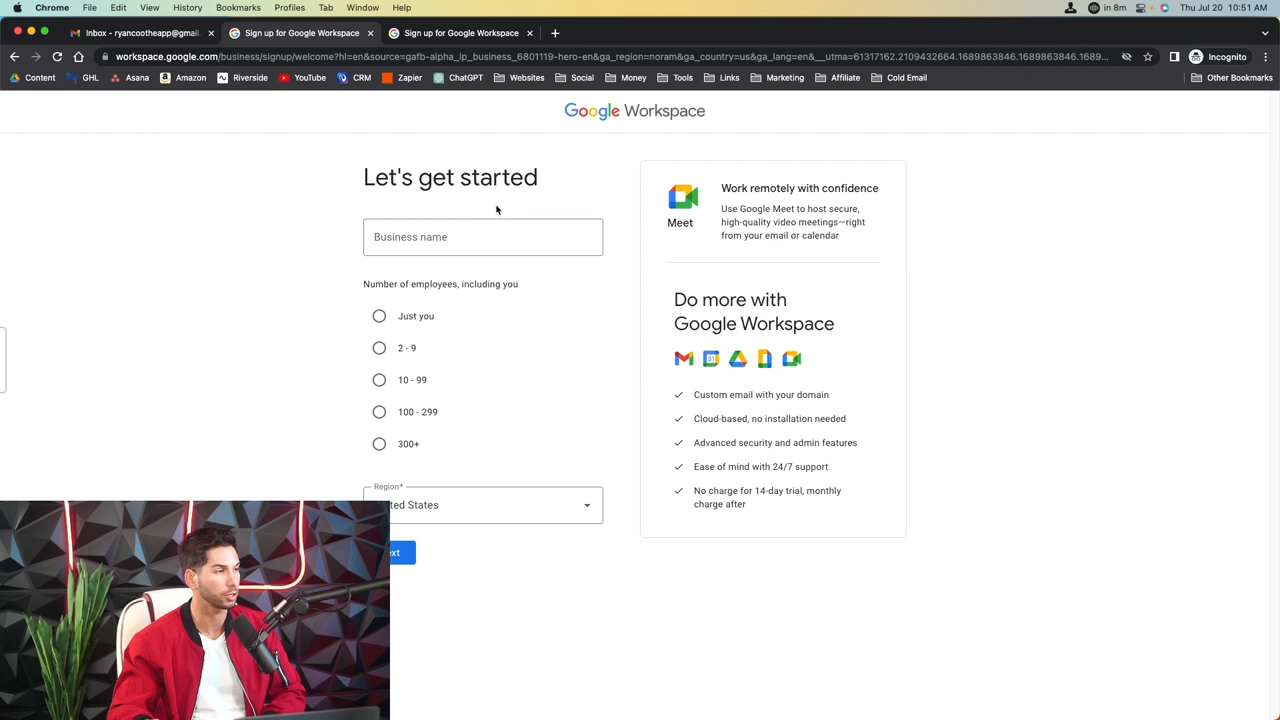 Chrome File Edit View History Bookmarks Profiles Tab Window Help in 8m Thu Jul 20 10:51 AM
Inbox - ryancootheapp@gmail. Sign up for Google Workspace Sign up for Google Workspace
workspace.google.com/business/signup/welcome?hl=en&source=gafb-alpha_lp_business_6801119-hero-en&ga_region=noram&ga_country=us&ga_lang=en&__utma=61317162.2109432664.1689863846.1689863846.1689... Incognito
Content GHL Asana Amazon Riverside YouTube CRM Zapier ChatGPT Websites Social Money Tools Links Marketing Affiliate Cold Email Other Bookmarks
Google Workspace
Let's get started
Business name
Number of employees, including you
Just you
2 - 9
10 - 99
100 - 299
300+
Region*
ted States
ext
Meet
Work remotely with confidence
Use Google Meet to host secure,
high-quality video meetings—right
from your email or calendar
Do more with
Google Workspace
31
Custom email with your domain
Cloud-based, no installation needed
Advanced security and admin features
Ease of mind with 24/7 support
No charge for 14-day trial, monthly
charge after